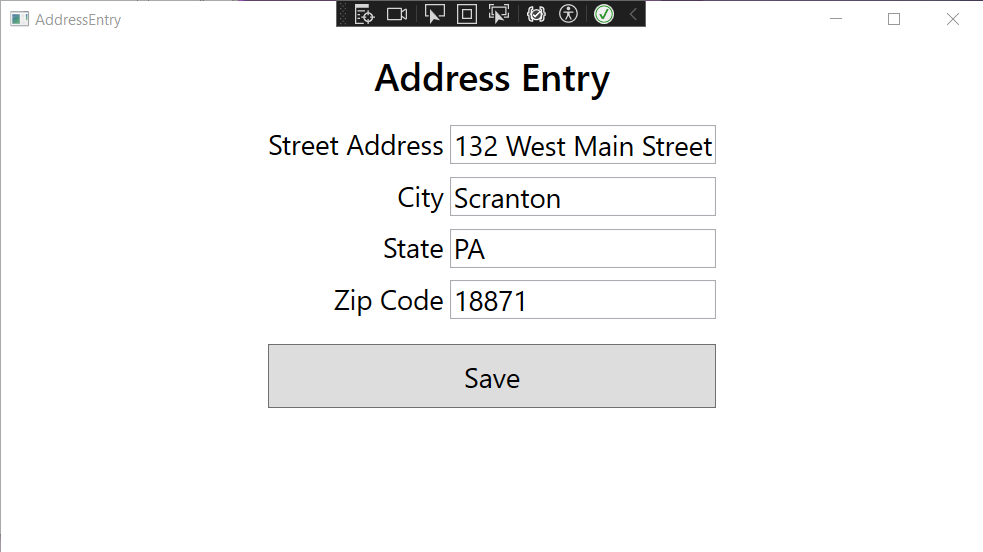 AddressEntry
Address Entry
Street Address 132 West Main Street
City Scranton
State PA
Zip Code 18871
Save